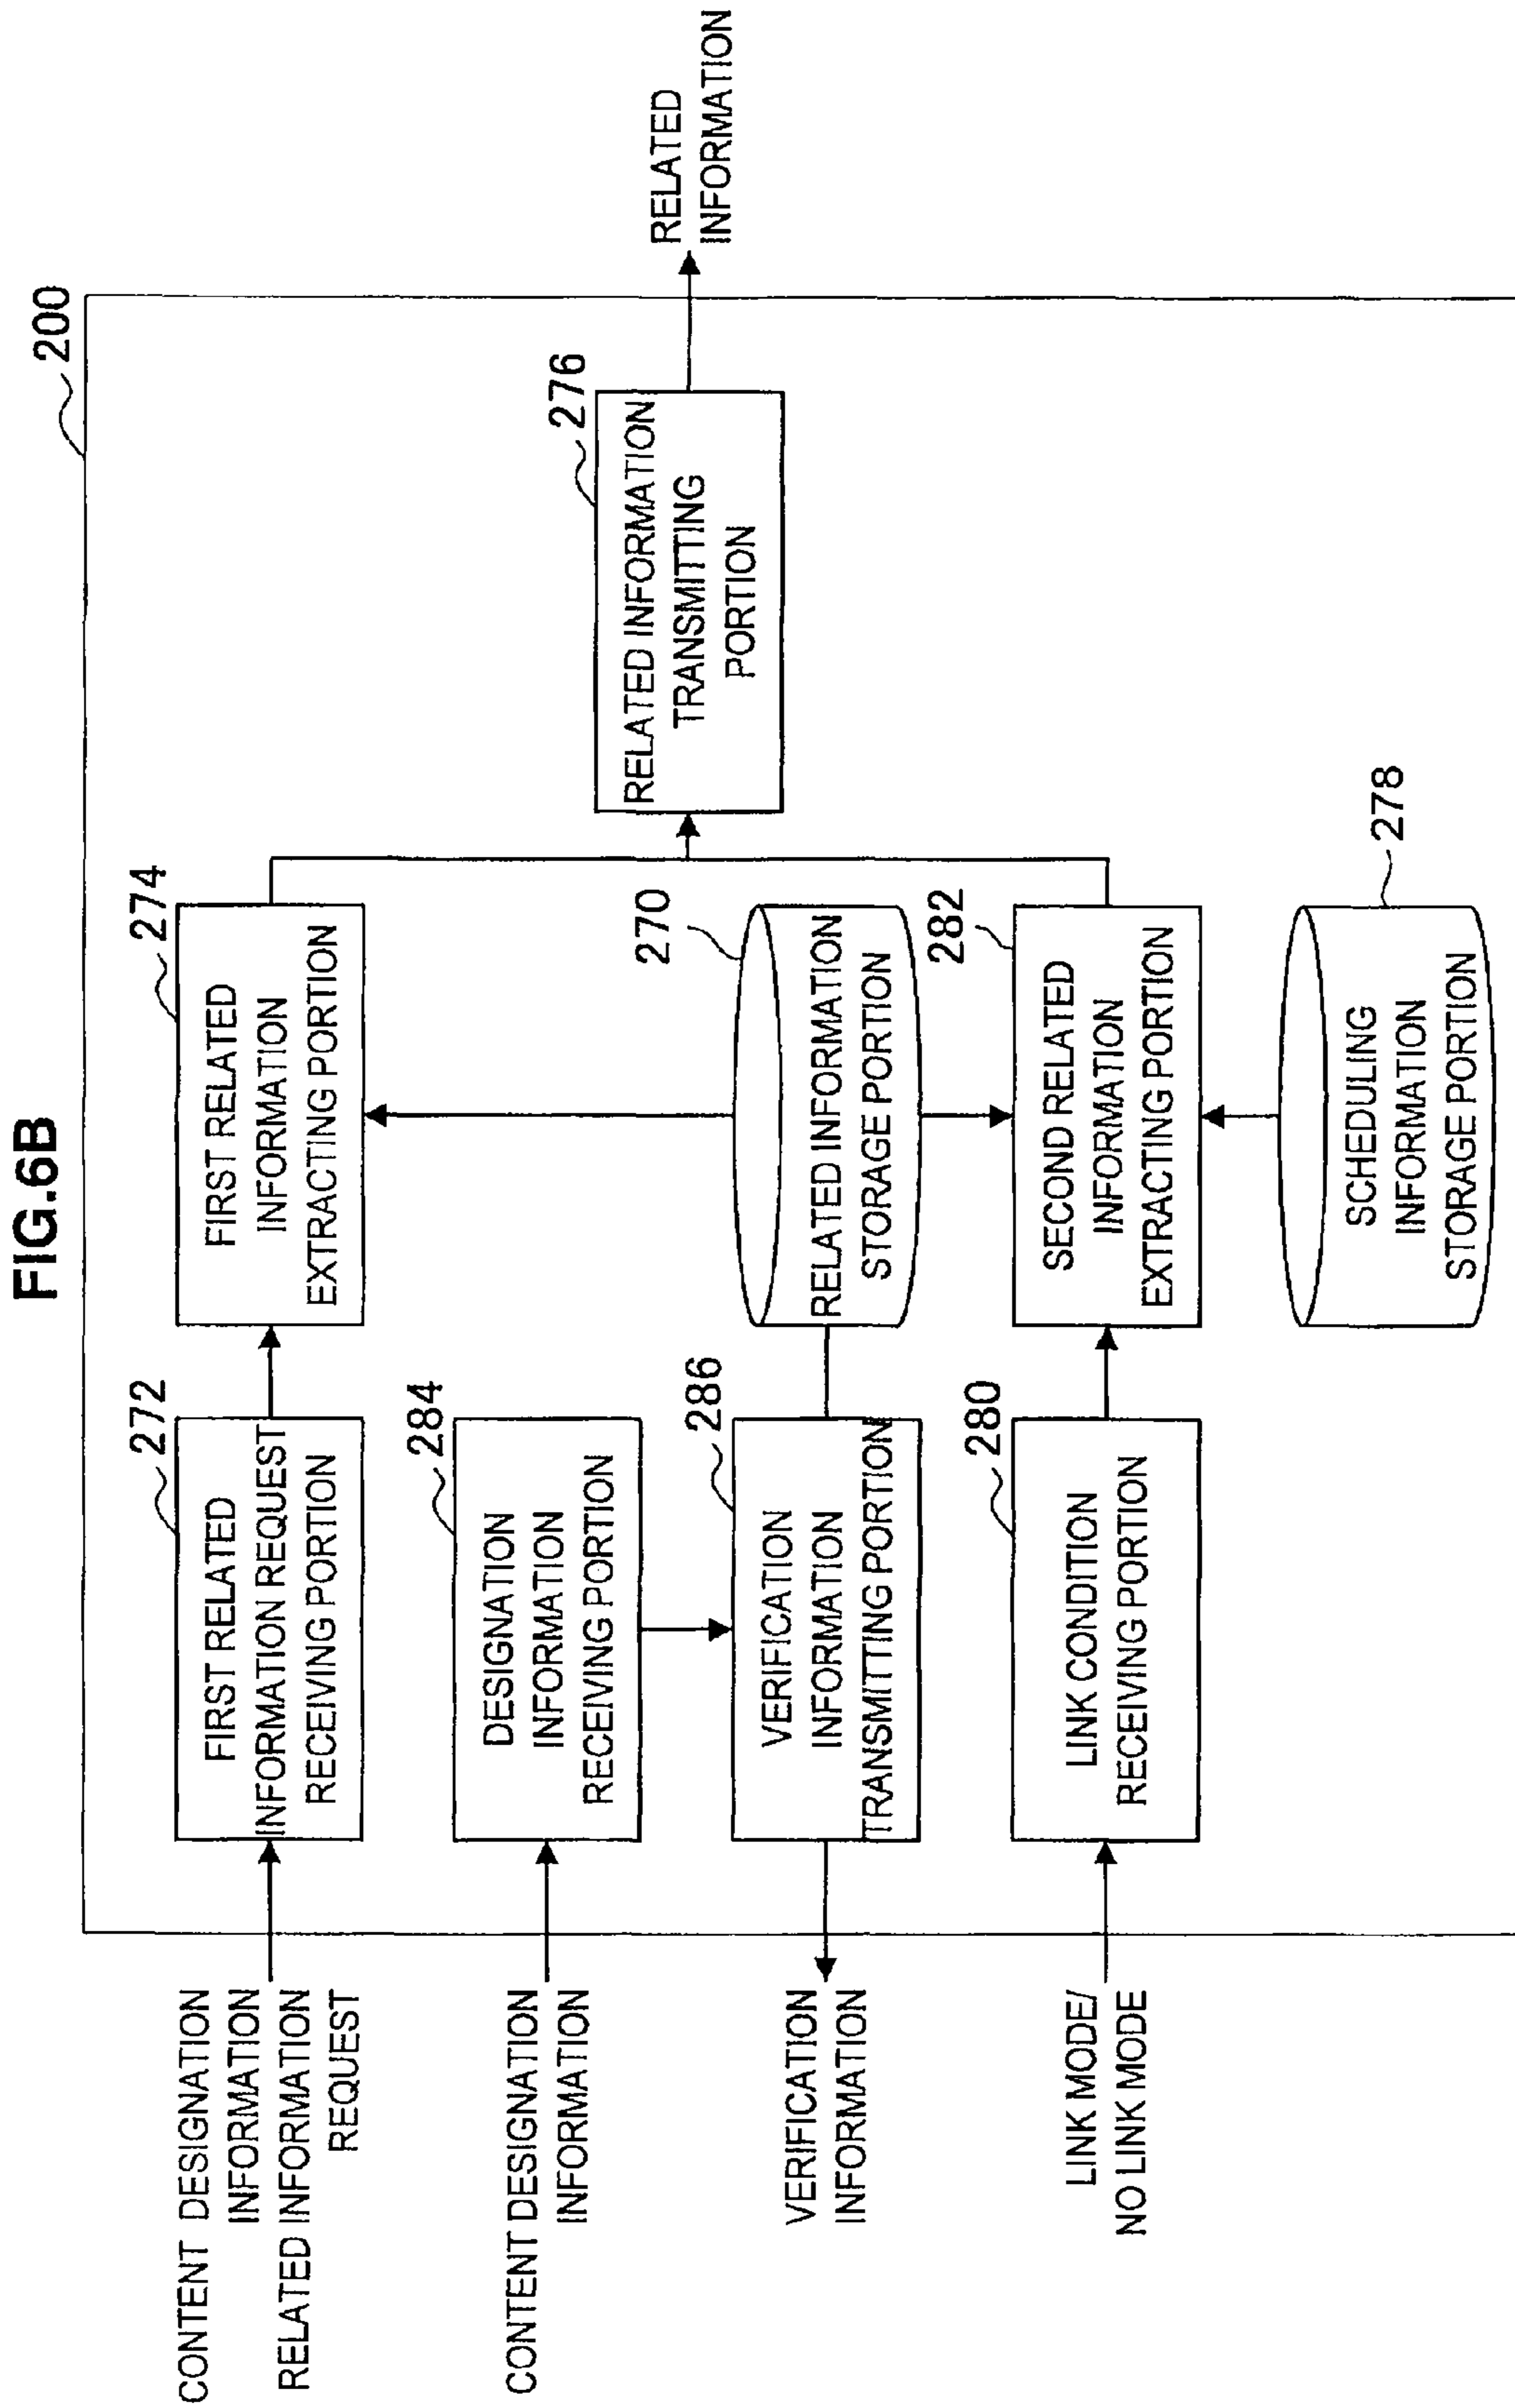 FIG.6B
200
CONTENT DESIGNATION
INFORMATION
RELATED INFORMATION
REQUEST
272
FIRST RELATED
INFORMATION REQUEST
RECEIVING PORTION
274
FIRST RELATED
INFORMATION
EXTRACTING PORTION
CONTENT DESIGNATION
INFORMATION
284
DESIGNATION
INFORMATION
RECEIVING PORTION
276
RELATED INFORMATION
TRANSMITTING
PORTION
RELATED
INFORMATION
VERIFICATION
INFORMATION
286
VERIFICATION
INFORMATION
TRANSMITTING PORTION
270
RELATED INFORMATION
STORAGE PORTION
LINK MODE/
NO LINK MODE
280
LINK CONDITION
RECEIVING PORTION
282
SECOND RELATED
INFORMATION
EXTRACTING PORTION
278
SCHEDULING
INFORMATION
STORAGE PORTION